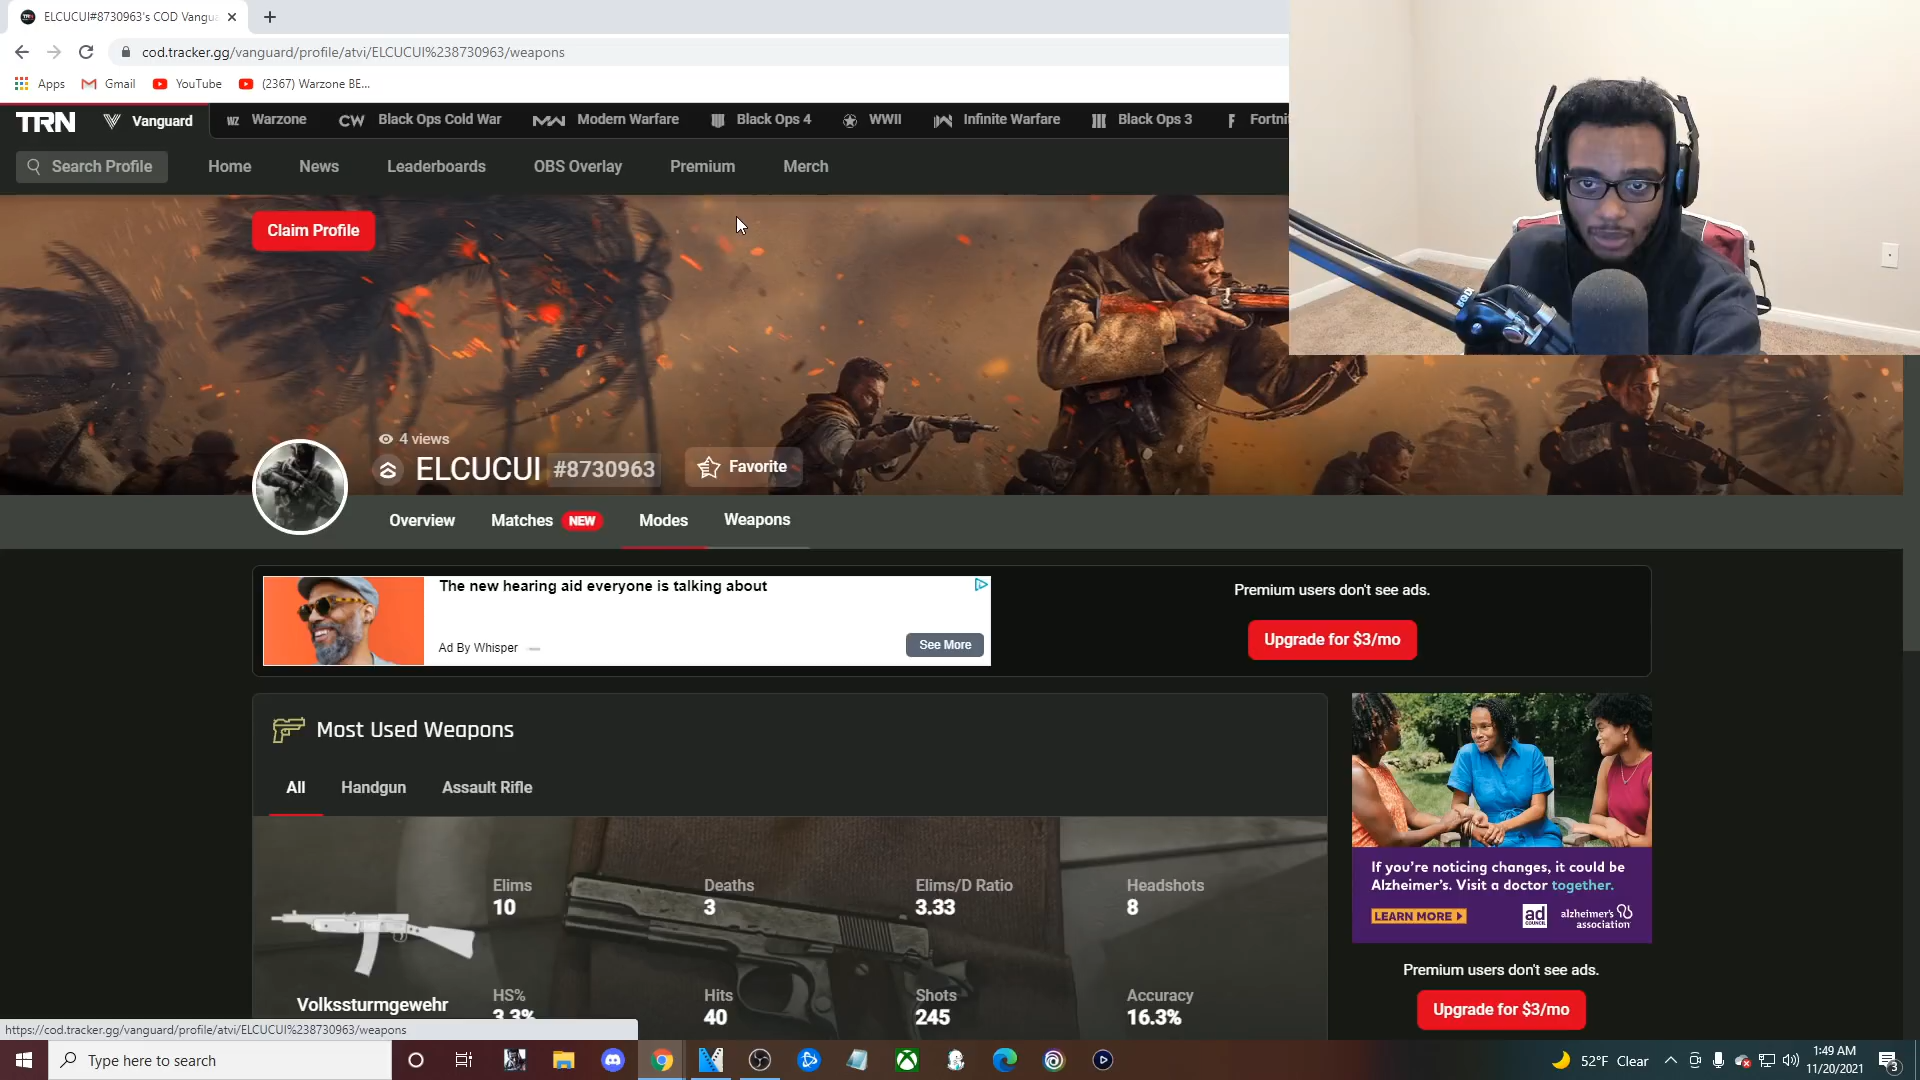 ELCUCUI#8730963's COD Vangua
cod.tracker.gg/vanguard/profile/atvi/ELCUCUI%238730963/weapons
Apps Gmail YouTube (2367) Warzone BE...
TRN Vanguard WZ Warzone CW Black Ops Cold War Modern Warfare Black Ops 4 WWII Infinite Warfare Black Ops 3 F Fortni
Search Profile Home News Leaderboards OBS Overlay Premium Merch
Claim Profile
4 views
ELCUCUI #8730963 Favorite
Overview Matches NEW Modes Weapons
The new hearing aid everyone is talking about
Ad By Whisper
See More
Premium users don't see ads.
Upgrade for $3/mo
Most Used Weapons
All Handgun Assault Rifle
Elims Deaths Elims/D Ratio Headshots
10 3 3.33 8
Volkssturmgewehr
HS% Hits Shots Accuracy
3.3% 40 245 16.3%
If you're noticing changes, it could be
Alzheimer's. Visit a doctor together.
LEARN MORE
ad COUNCIL
alzheimer's association
Premium users don't see ads.
Upgrade for $3/mo
https://cod.tracker.gg/vanguard/profile/atvi/ELCUCUI%238730963/weapons
Type here to search
52°F Clear
1:49 AM
11/20/2021
3